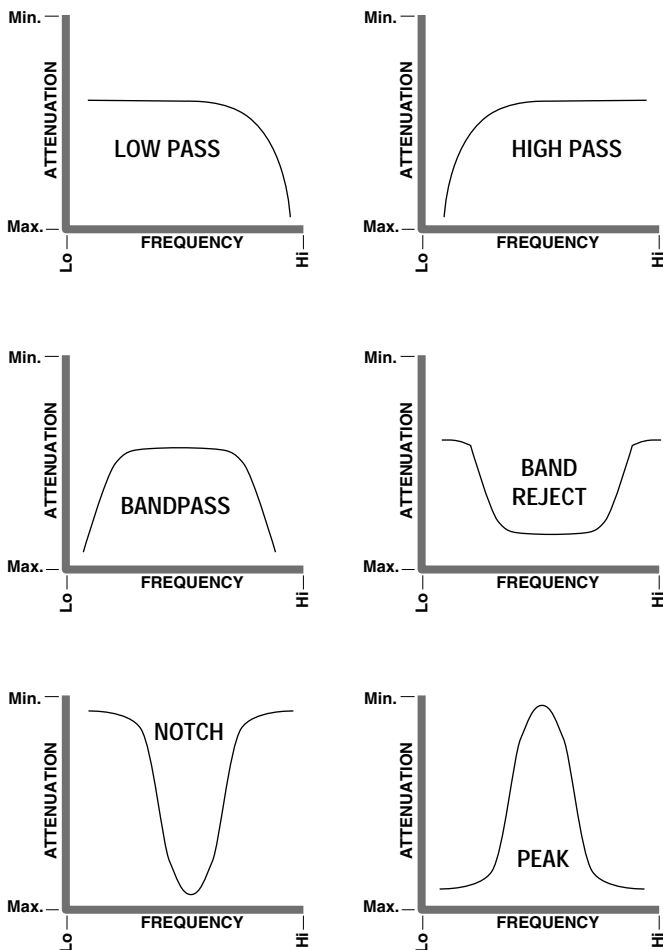 Min.
ATTENUATION
LOW PASS
Max.
FREQUENCY
Lo
Hi
Min.
ATTENUATION
HIGH PASS
Max.
FREQUENCY
Lo
Hi
Min.
ATTENUATION
BANDPASS
Max.
FREQUENCY
Lo
Hi
Min.
ATTENUATION
BAND
REJECT
Max.
FREQUENCY
Lo
Hi
Min.
ATTENUATION
NOTCH
Max.
FREQUENCY
Lo
Hi
Min.
ATTENUATION
PEAK
Max.
FREQUENCY
Lo
Hi